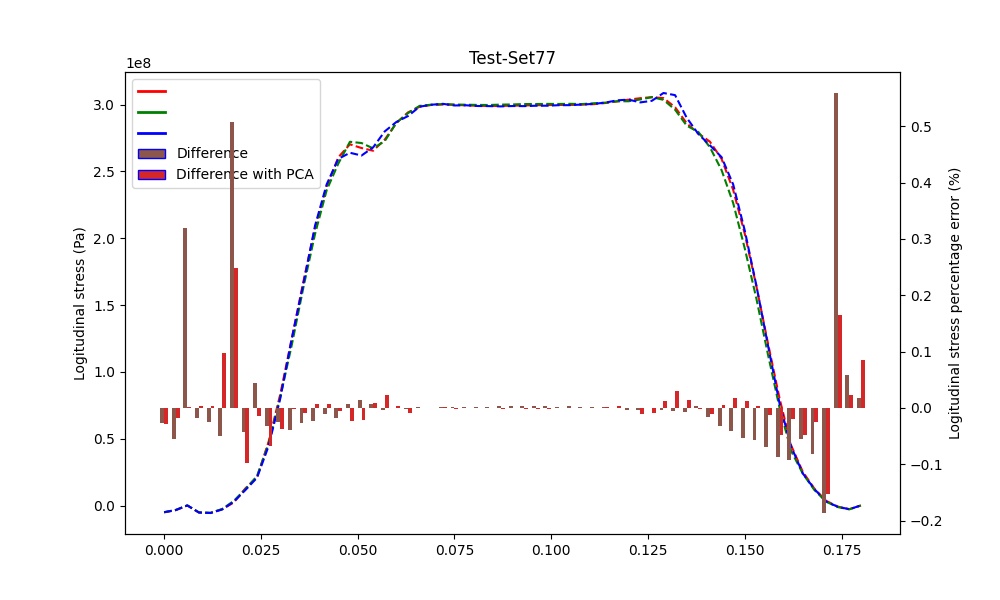 Test-Set77
1e8
Difference
Difference with PCA
Logitudinal stress (Pa)
3.0
2.5
2.0
1.5
1.0
0.5
0.0
Logitudinal stress percentage error (%)
0.5
0.4
0.3
0.2
0.1
0.0
−0.1
−0.2
0.000 0.025 0.050 0.075 0.100 0.125 0.150 0.175